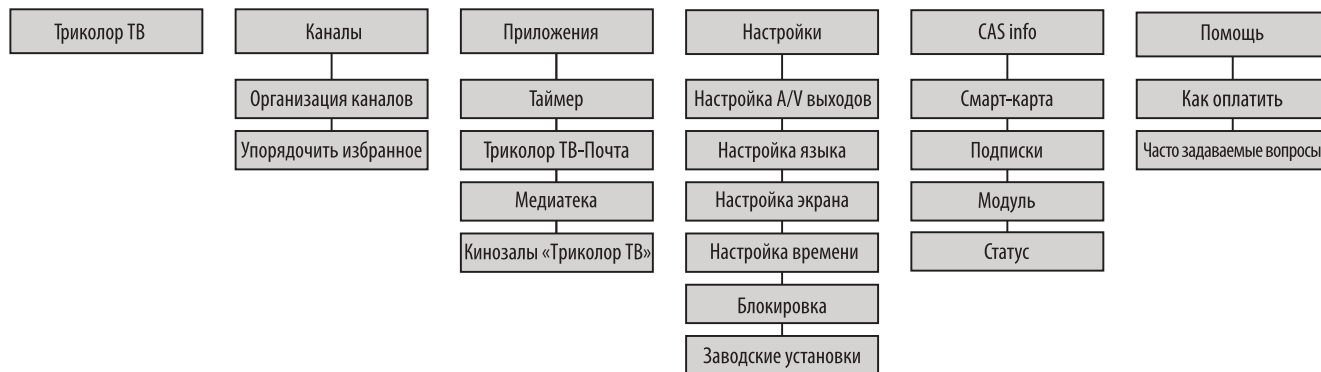 Триколор ТВ
Каналы
Организация каналов
Упорядочить избранное
Приложения
Таймер
Триколор ТВ-Почта
Медиатека
Кинозалы «Триколор ТВ»
Настройки
Настройка A/V выходов
Настройка языка
Настройка экрана
Настройка времени
Блокировка
Заводские установки
CAS info
Смарт-карта
Подписки
Модуль
Статус
Помощь
Как оплатить
Часто задаваемые вопросы